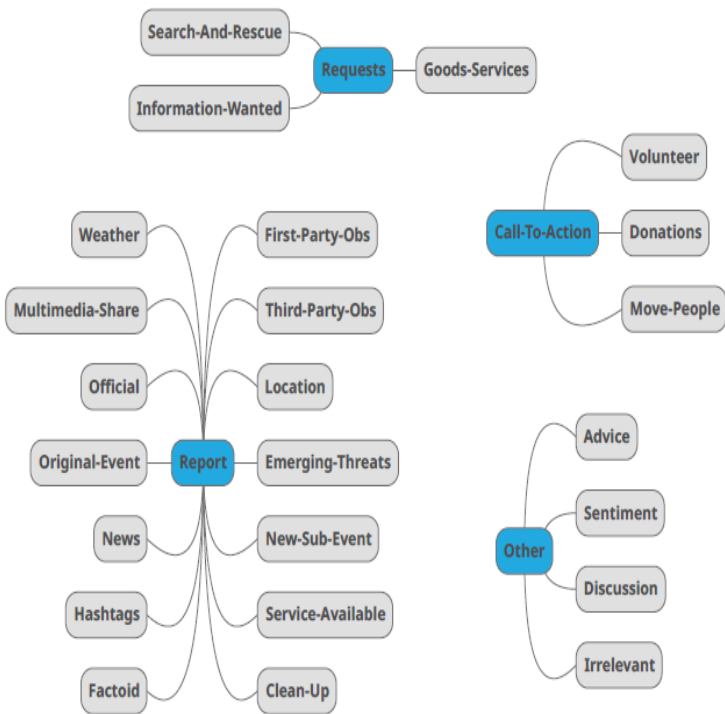 Search-And-Rescue
Requests
Goods-Services
Information-Wanted
Volunteer
Call-To-Action
Donations
Move-People
Weather
First-Party-Obs
Multimedia-Share
Third-Party-Obs
Official
Location
Original-Event
Report
Emerging-Threats
News
New-Sub-Event
Hashtags
Service-Available
Factoid
Clean-Up
Advice
Sentiment
Other
Discussion
Irrelevant